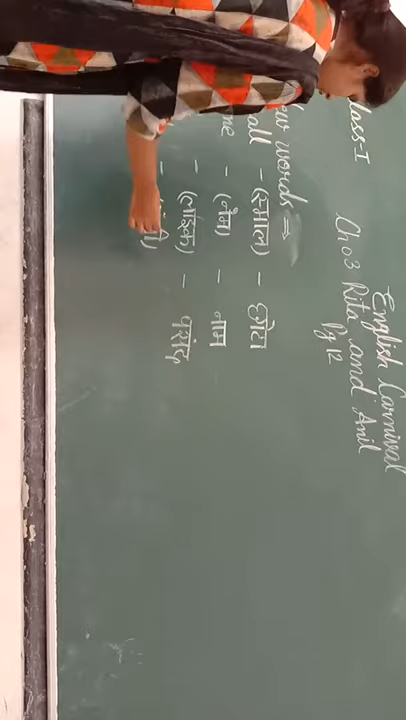 English Carnival
lass-I Ch 03 Rita and Anil
Pg 12
ew words ⇒
all - (स्माल) - छोटा
me - (नेम) - नाम
- (लाइक) - पसंद
-